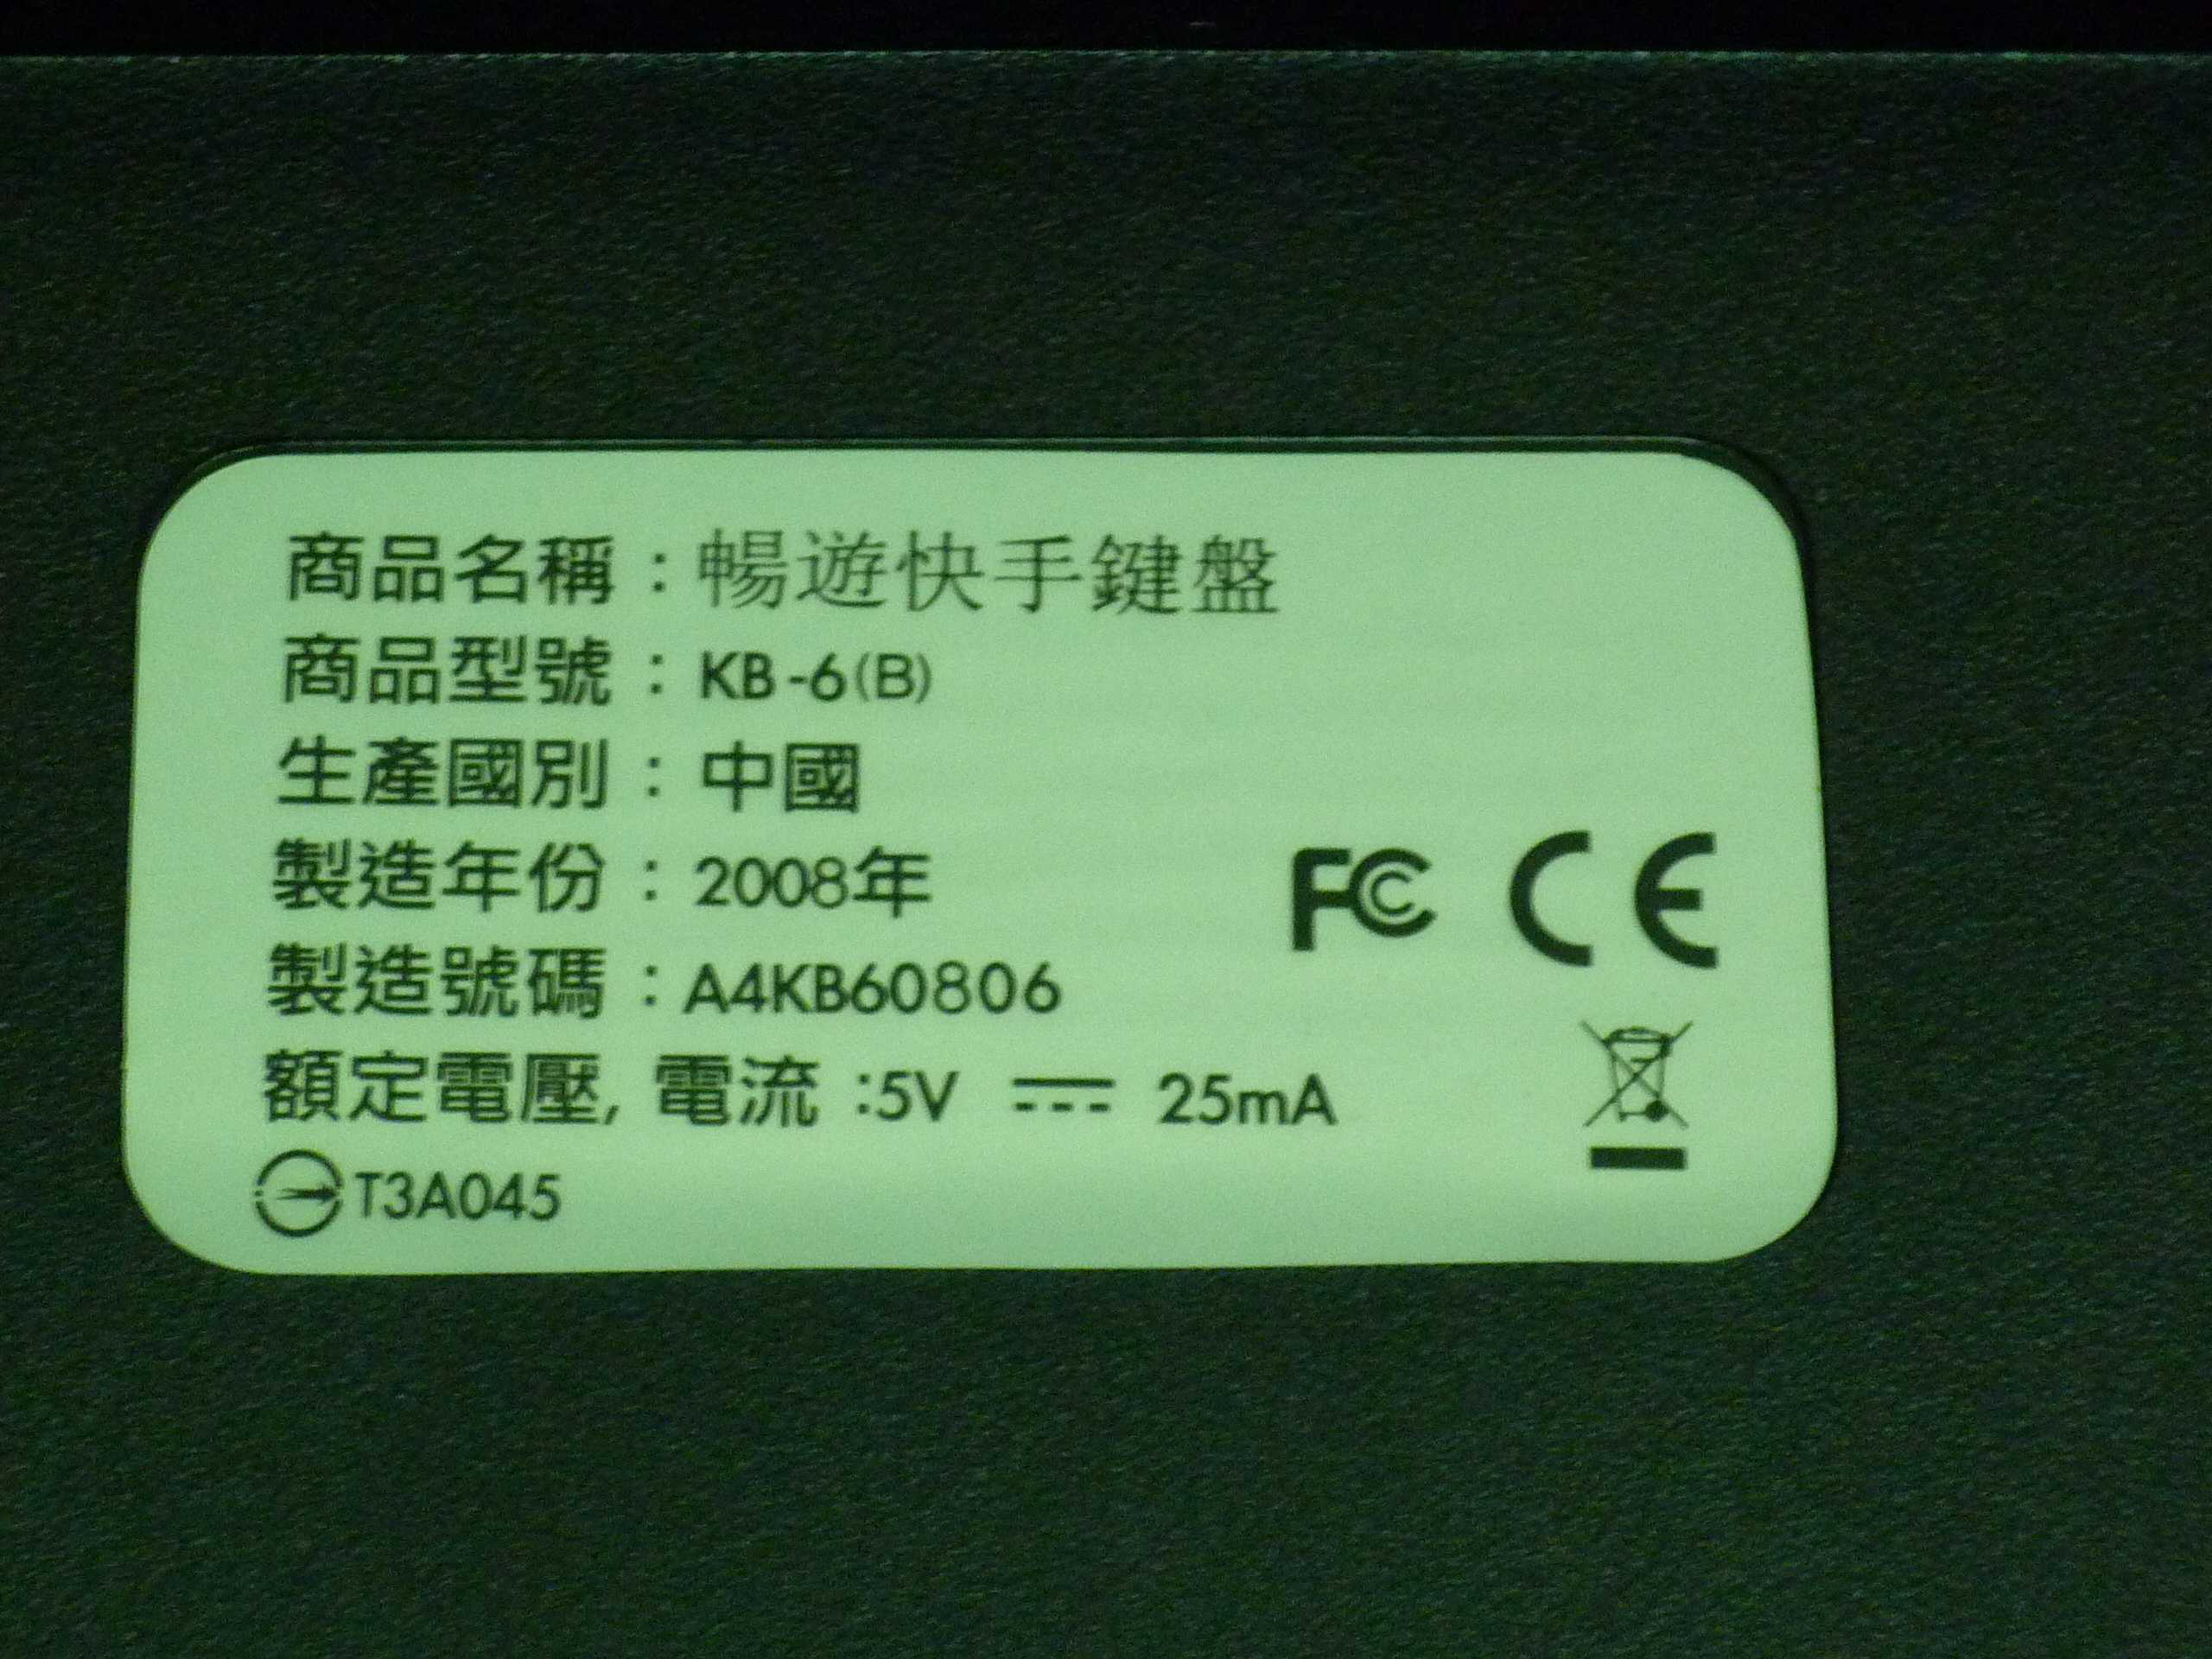 商品名稱：暢遊快手鍵盤
商品型號：KB-6(B)
生產國別：中國
製造年份：2008年
製造號碼：A4KB60806
額定電壓, 電流 :5V ⎓ 25mA
T3A045
FC CE